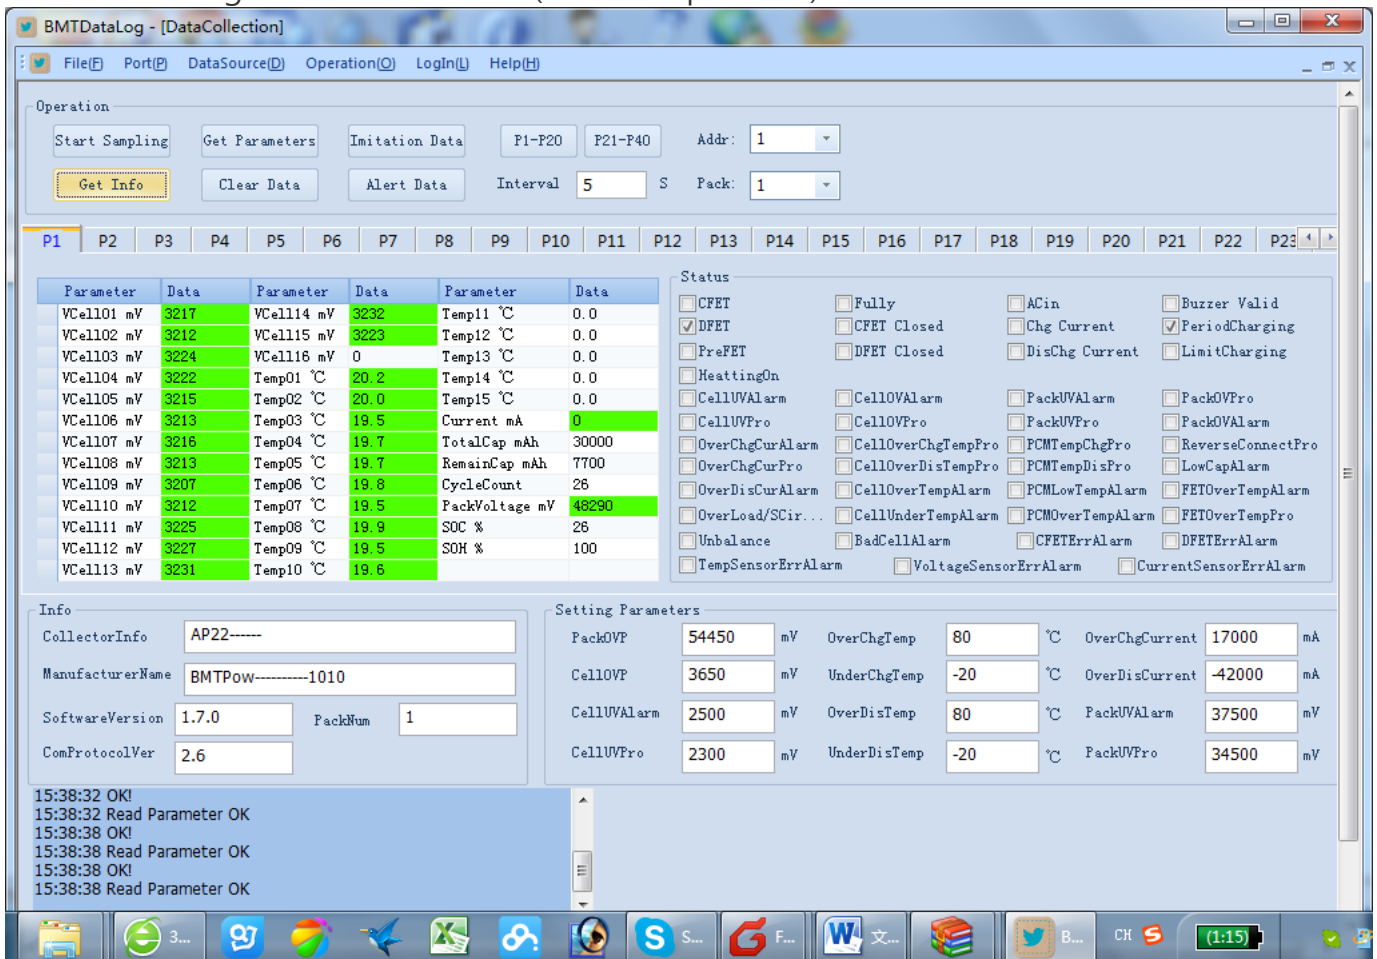 BMTDataLog - [DataCollection]
File(F) Port(P) DataSource(D) Operation(O) LogIn(L) Help(H)
Operation
Start Sampling Get Parameters Imitation Data P1-P20 P21-P40 Addr: 1
Get Info Clear Data Alert Data Interval 5 S Pack: 1
P1 P2 P3 P4 P5 P6 P7 P8 P9 P10 P11 P12 P13 P14 P15 P16 P17 P18 P19 P20 P21 P22 P23
Parameter Data Parameter Data Parameter Data
VCell01 mV 3217 VCell14 mV 3232 Temp11 ℃ 0.0
VCell02 mV 3212 VCell15 mV 3223 Temp12 ℃ 0.0
VCell03 mV 3224 VCell16 mV 0 Temp13 ℃ 0.0
VCell04 mV 3222 Temp01 ℃ 20.2 Temp14 ℃ 0.0
VCell05 mV 3215 Temp02 ℃ 20.0 Temp15 ℃ 0.0
VCell06 mV 3213 Temp03 ℃ 19.5 Current mA 0
VCell07 mV 3216 Temp04 ℃ 19.7 TotalCap mAh 30000
VCell08 mV 3213 Temp05 ℃ 19.7 RemainCap mAh 7700
VCell09 mV 3207 Temp06 ℃ 19.8 CycleCount 26
VCell10 mV 3212 Temp07 ℃ 19.5 PackVoltage mV 48290
VCell11 mV 3225 Temp08 ℃ 19.9 SOC % 26
VCell12 mV 3227 Temp09 ℃ 19.5 SOH % 100
VCell13 mV 3231 Temp10 ℃ 19.6
Status
CFET Fully ACin Buzzer Valid
DFET CFET Closed Chg Current PeriodCharging
PreFET DFET Closed DisChg Current LimitCharging
HeattingOn
CellUVAlarm CellOVAlarm PackUVAlarm PackOVPro
CellUVPro CellOVPro PackUVPro PackOVAlarm
OverChgCurAlarm CellOverChgTempPro PCMTempChgPro ReverseConnectPro
OverChgCurPro CellOverDisTempPro PCMTempDisPro LowCapAlarm
OverDisCurAlarm CellOverTempAlarm PCMLowTempAlarm FETOverTempAlarm
OverLoad/SCir... CellUnderTempAlarm PCMOverTempAlarm FETOverTempPro
Unbalance BadCellAlarm CFETErrAlarm DFETErrAlarm
TempSensorErrAlarm VoltageSensorErrAlarm CurrentSensorErrAlarm
Info
CollectorInfo AP22------
ManufacturerName BMTPow----------1010
SoftwareVersion 1.7.0 PackNum 1
ComProtocolVer 2.6
Setting Parameters
PackOVP 54450 mV OverChgTemp 80 ℃ OverChgCurrent 17000 mA
CellOVP 3650 mV UnderChgTemp -20 ℃ OverDisCurrent -42000 mA
CellUVAlarm 2500 mV OverDisTemp 80 ℃ PackUVAlarm 37500 mV
CellUVPro 2300 mV UnderDisTemp -20 ℃ PackUVPro 34500 mV
15:38:32 OK!
15:38:32 Read Parameter OK
15:38:38 OK!
15:38:38 Read Parameter OK
15:38:38 OK!
15:38:38 Read Parameter OK
3... S... F... 文... B... CH (1:15)